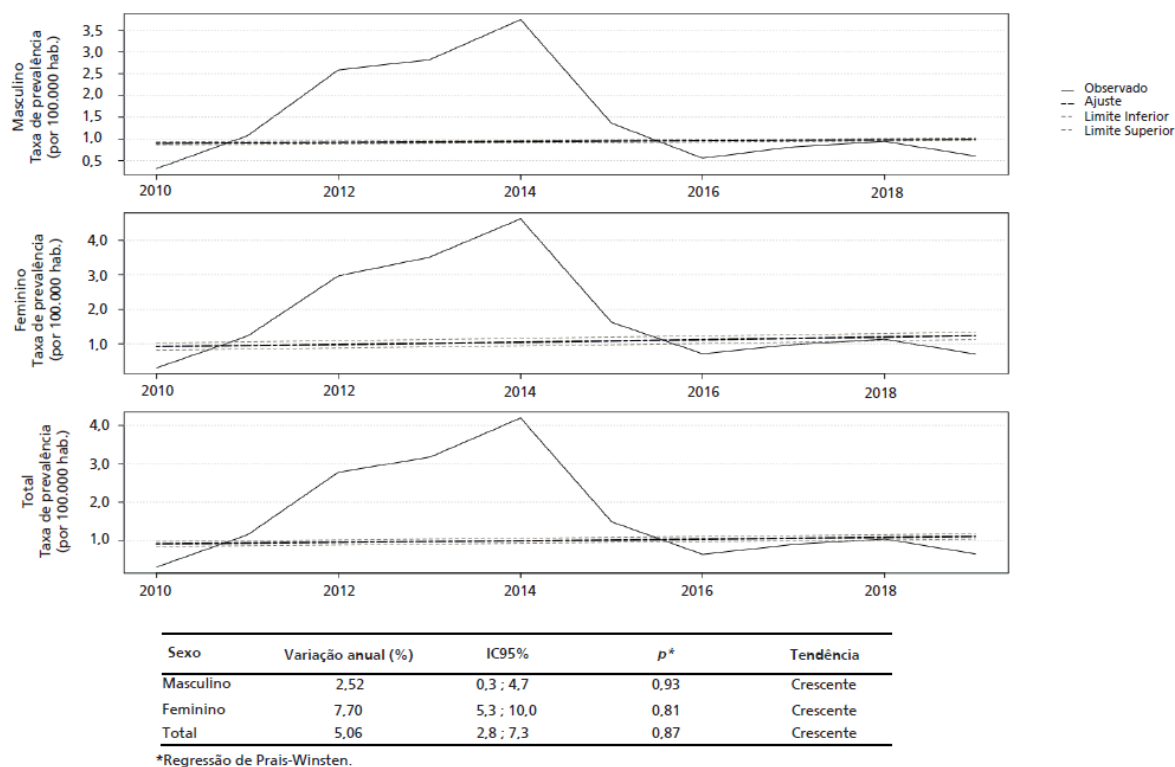 Masculino
Taxa de prevalência
(por 100.000 hab.)
3,5
3,0
2,5
2,0
1,5
1,0
0,5
2010 2012 2014 2016 2018
Observado
Ajuste
Limite Inferior
Limite Superior
Feminino
Taxa de prevalência
(por 100.000 hab.)
4,0
3,0
2,0
1,0
2010 2012 2014 2016 2018
Total
Taxa de prevalência
(por 100.000 hab.)
4,0
3,0
2,0
1,0
2010 2012 2014 2016 2018
Sexo Variação anual (%) IC95% p* Tendência
Masculino 2,52 0,3 ; 4,7 0,93 Crescente
Feminino 7,70 5,3 ; 10,0 0,81 Crescente
Total 5,06 2,8 ; 7,3 0,87 Crescente
*Regressão de Prais-Winsten.